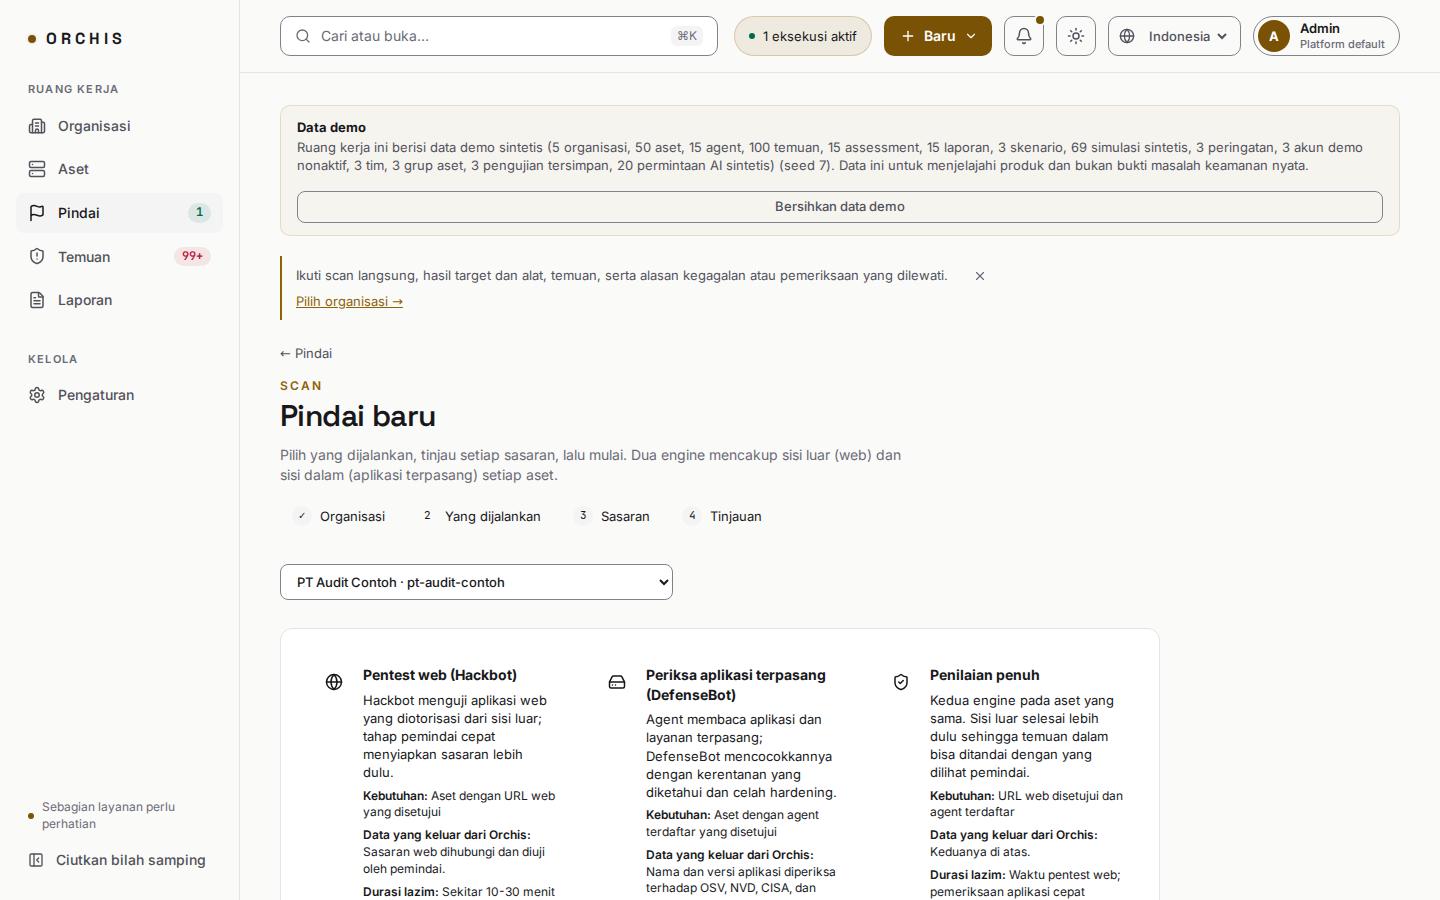 ORCHIS
Cari atau buka...
⌘K
1 eksekusi aktif
Baru
Indonesia
A
Admin
Platform default
RUANG KERJA
Organisasi
Aset
Pindai
1
Temuan
99+
Laporan
KELOLA
Pengaturan
Sebagian layanan perlu
perhatian
Ciutkan bilah samping
Data demo
Ruang kerja ini berisi data demo sintetis (5 organisasi, 50 aset, 15 agent, 100 temuan, 15 assessment, 15 laporan, 3 skenario, 69 simulasi sintetis, 3 peringatan, 3 akun demo
nonaktif, 3 tim, 3 grup aset, 3 pengujian tersimpan, 20 permintaan AI sintetis) (seed 7). Data ini untuk menjelajahi produk dan bukan bukti masalah keamanan nyata.
Bersihkan data demo
Ikuti scan langsung, hasil target dan alat, temuan, serta alasan kegagalan atau pemeriksaan yang dilewati.
Pilih organisasi →
← Pindai
SCAN
Pindai baru
Pilih yang dijalankan, tinjau setiap sasaran, lalu mulai. Dua engine mencakup sisi luar (web) dan
sisi dalam (aplikasi terpasang) setiap aset.
✓ Organisasi
2 Yang dijalankan
3 Sasaran
4 Tinjauan
PT Audit Contoh · pt-audit-contoh
Pentest web (Hackbot)
Hackbot menguji aplikasi web
yang diotorisasi dari sisi luar;
tahap pemindai cepat
menyiapkan sasaran lebih
dulu.
Kebutuhan: Aset dengan URL web
yang disetujui
Data yang keluar dari Orchis:
Sasaran web dihubungi dan diuji
oleh pemindai.
Durasi lazim: Sekitar 10-30 menit
Periksa aplikasi terpasang
(DefenseBot)
Agent membaca aplikasi dan
layanan terpasang;
DefenseBot mencocokkannya
dengan kerentanan yang
diketahui dan celah hardening.
Kebutuhan: Aset dengan agent
terdaftar yang disetujui
Data yang keluar dari Orchis:
Nama dan versi aplikasi diperiksa
terhadap OSV, NVD, CISA, dan
Penilaian penuh
Kedua engine pada aset yang
sama. Sisi luar selesai lebih
dulu sehingga temuan dalam
bisa ditandai dengan yang
dilihat pemindai.
Kebutuhan: URL web disetujui dan
agent terdaftar
Data yang keluar dari Orchis:
Keduanya di atas.
Durasi lazim: Waktu pentest web;
pemeriksaan aplikasi cepat